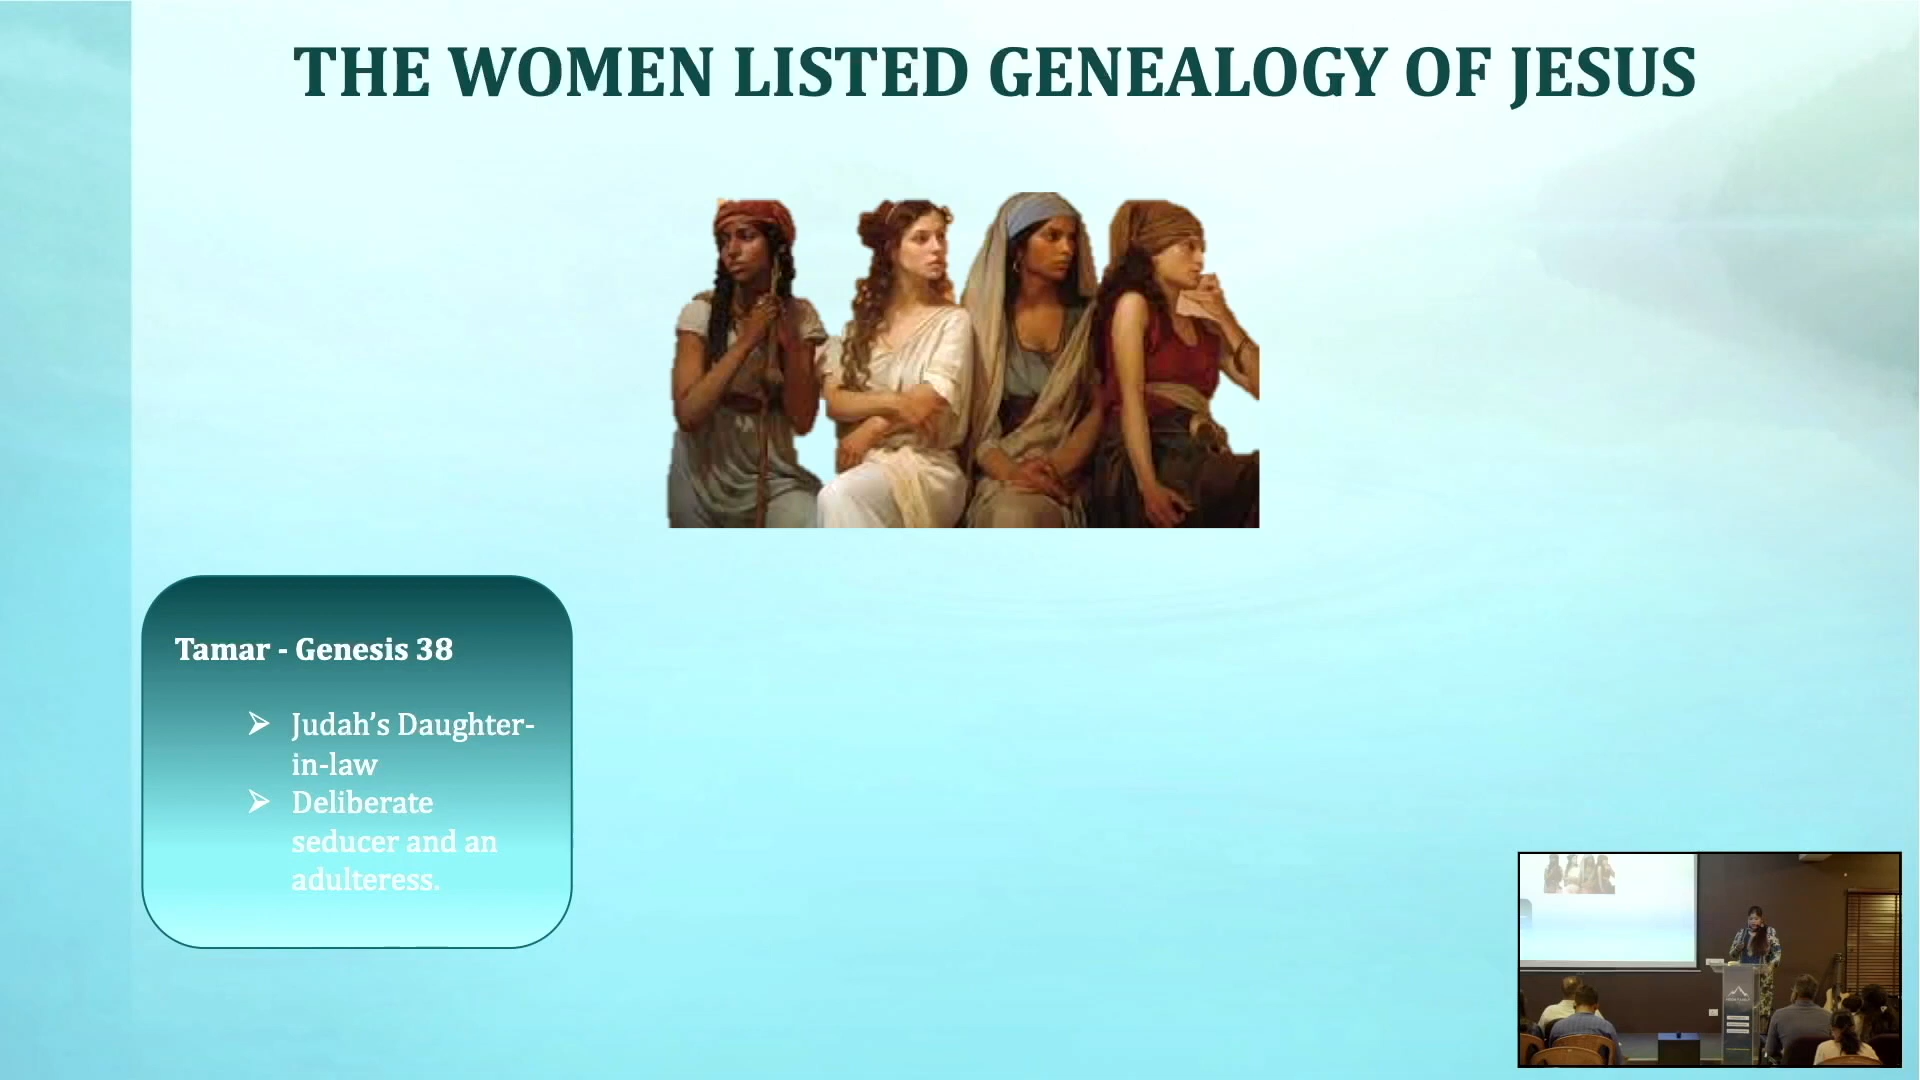 THE WOMEN LISTED GENEALOGY OF JESUS
Tamar - Genesis 38
➢ Judah’s Daughter-
in-law
➢ Deliberate
seducer and an
adulteress.